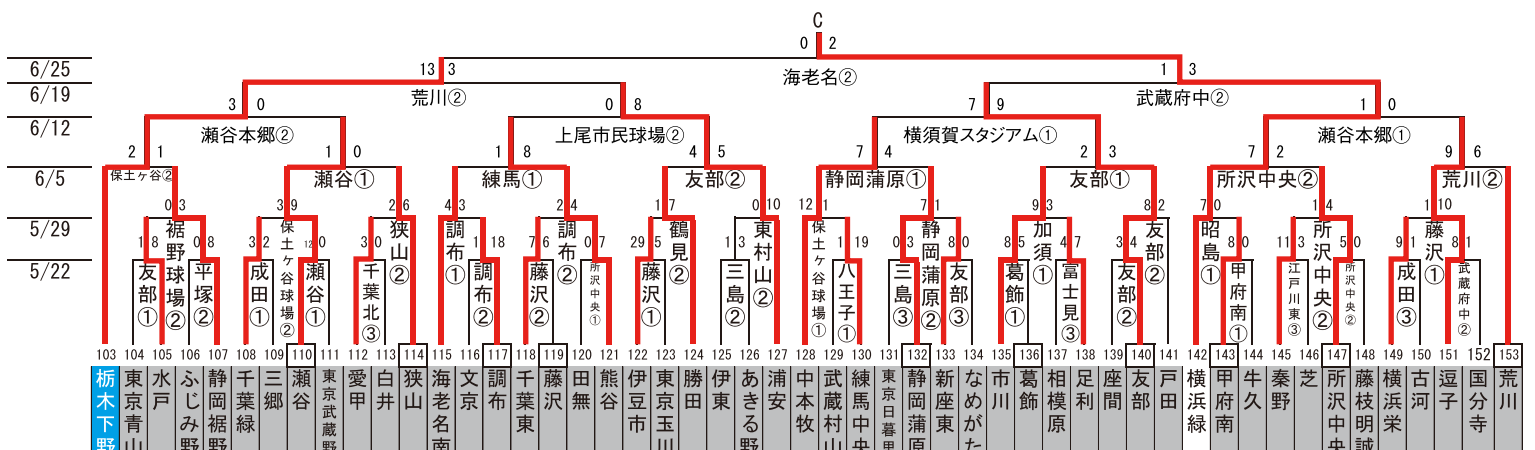 C
0 2
6/25
13 3
海老名②
1 3
6/19
3 0
荒川②
0 8
7 9
武蔵府中②
1 0
6/12
2 1
瀬谷本郷②
1 0
1 8
上尾市民球場②
4 5
7 4
横須賀スタジアム①
2 3
7 2
瀬谷本郷①
9 6
6/5
保土ヶ谷②
瀬谷①
練馬①
友部②
静岡蒲原①
友部①
所沢中央②
荒川②
5/29
0 3
裾野球場②
3 9
保土ヶ谷球場②
2 6
狭山②
4 3
調布①
2 4
調布②
1 7
鶴見②
0 10
東村山②
12 1
保土ヶ谷球場①
7 1
静岡蒲原②
9 3
加須①
8 2
友部②
7 0
昭島①
1 4
所沢中央②
1 10
藤沢①
5/22
1 8
友部①
0 8
平塚②
3 2
成田①
12 0
瀬谷①
3 0
千葉北③
1 18
調布②
7 6
藤沢②
0 7
所沢中央①
29 5
藤沢①
1 3
三島②
1 19
八王子①
0 3
三島③
8 0
友部③
8 5
葛飾①
4 7
富士見③
3 4
友部②
8 0
甲府南①
11 3
江戸川東③
5 0
所沢中央②
9 1
成田③
8 1
武蔵府中②
103 104 105 106 107 108 109 110 111 112 113 114 115 116 117 118 119 120 121 122 123 124 125 126 127 128 129 130 131 132 133 134 135 136 137 138 139 140 141 142 143 144 145 146 147 148 149 150 151 152 153
栃木下野
東京青山
水戸
ふじみ野
静岡裾野
千葉緑
三郷
瀬谷
東京武蔵野
愛甲
白井
狭山
海老名南
文京
調布
千葉東
藤沢
田無
熊谷
伊豆市
東京玉川
勝田
伊東
あきる野
浦安
中本牧
武蔵村山
練馬中央
東京日暮里
静岡蒲原
新座東
なめがた
市川
葛飾
相模原
足利
座間
友部
戸田
横浜緑
甲府南
牛久
秦野
芝
所沢中央
藤枝明誠
横浜栄
古河
逗子
国分寺
荒川